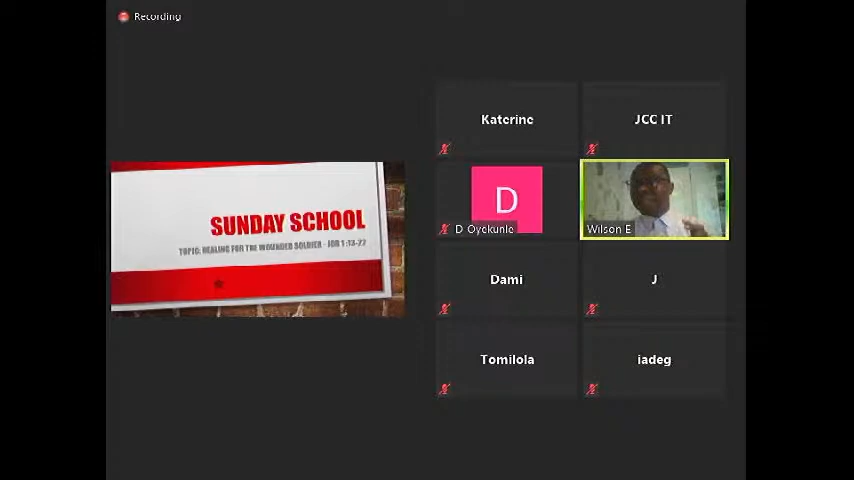 Recording
SUNDAY SCHOOL
TOPIC: HEALING FOR THE WOUNDED SOLDIER - JOB 1:13-22
Katerine
JCC IT
D
D Oyekunle
Wilson E
Dami
J
Tomilola
iadeg